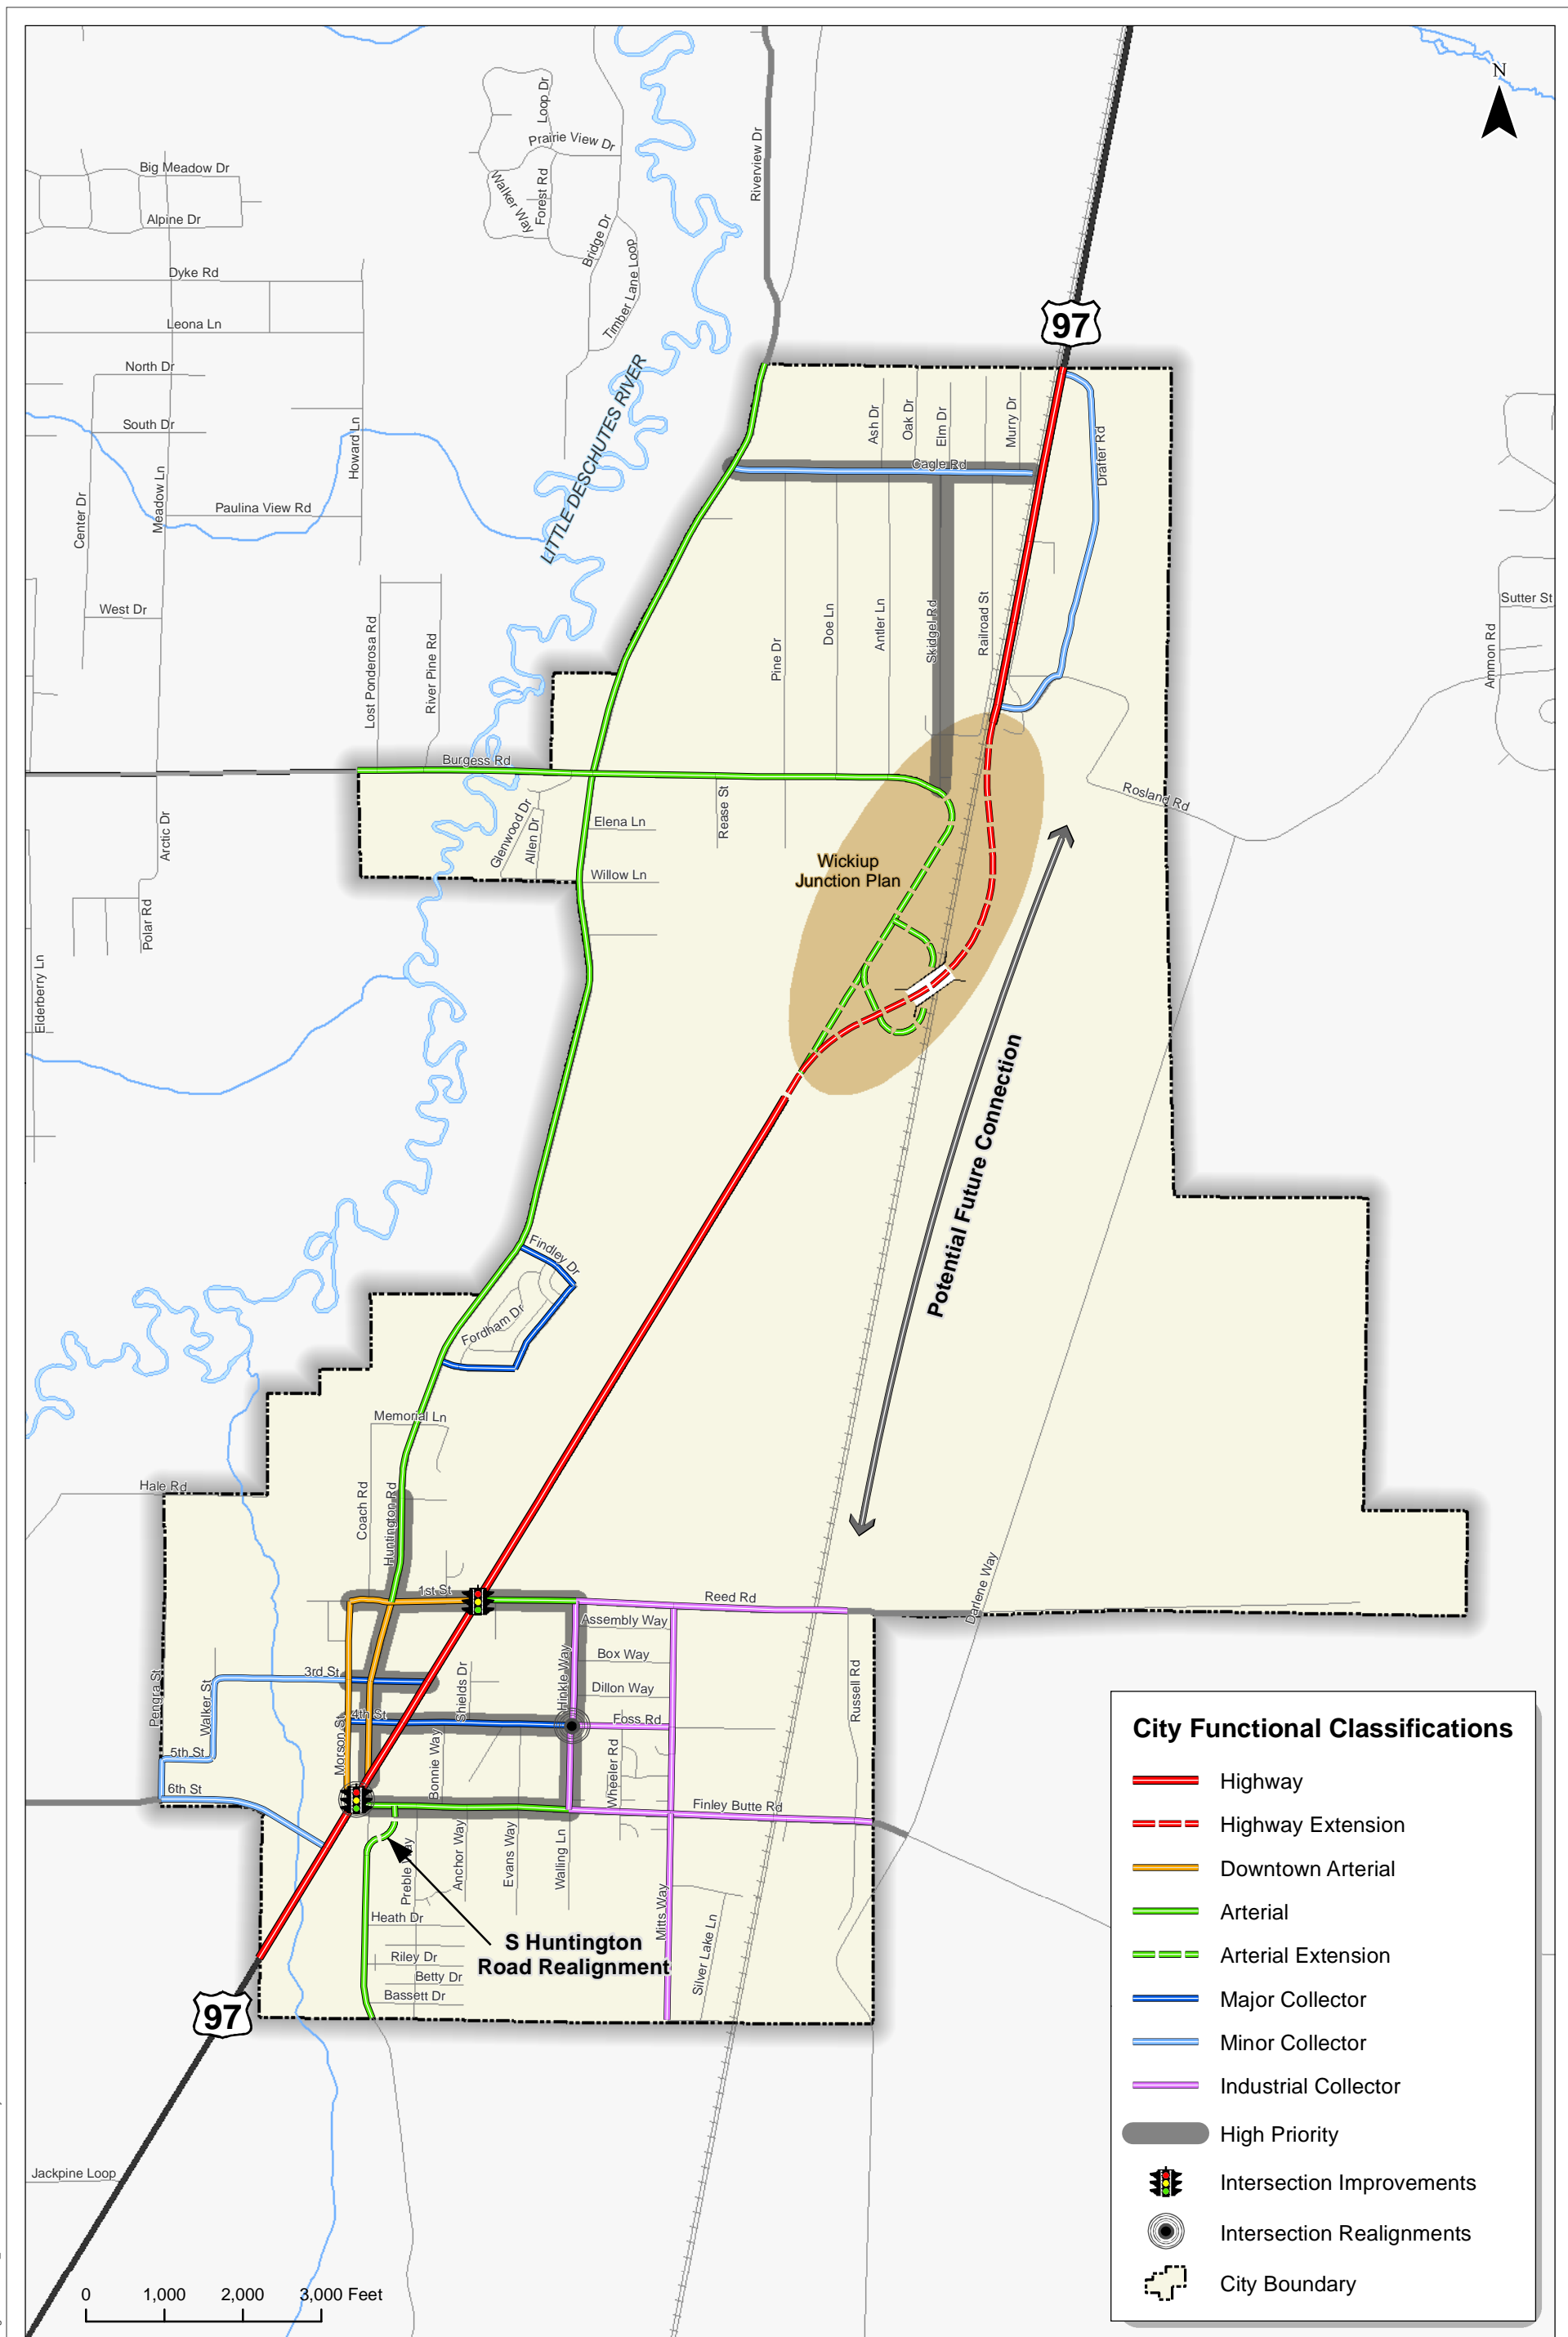 N
Loop Dr
Prairie View Dr
Riverview Dr
Big Meadow Dr
Walker Way
Forest Rd
Alpine Dr
Bridge Dr
Timber Lane Loop
Dyke Rd
Leona Ln
97
North Dr
LITTLE DESCHUTES RIVER
South Dr
Howard Ln
Ash Dr
Oak Dr
Elm Dr
Murry Dr
Drafter Rd
Cagle Rd
Center Dr
Meadow Ln
Paulina View Rd
West Dr
Lost Ponderosa Rd
River Pine Rd
Pine Dr
Doe Ln
Antler Ln
Skidgel Rd
Railroad St
Sutter St
Ammon Rd
Burgess Rd
Rosland Rd
Arctic Dr
Glenwood Dr
Allen Dr
Elena Ln
Rease St
Wickiup
Junction Plan
Willow Ln
Polar Rd
Elderberry Ln
Potential Future Connection
Findley Dr
Fordham Dr
Memorial Ln
Hale Rd
Coach Rd
Huntington Rd
1st St
Reed Rd
Darlene Way
Assembly Way
Box Way
Dillon Way
Hinkle Way
Shields Dr
3rd St
4th St
Foss Rd
Pengra St
Walker St
Morson St
Russell Rd
5th St
6th St
Bonnie Way
Wheeler Rd
Finley Butte Rd
Preble Way
Anchor Way
Evans Way
Walling Ln
Mitts Way
Silver Lake Ln
Heath Dr
S Huntington
Road Realignment
Riley Dr
Betty Dr
Bassett Dr
97
Jackpine Loop
0 1,000 2,000 3,000 Feet
City Functional Classifications
Highway
Highway Extension
Downtown Arterial
Arterial
Arterial Extension
Major Collector
Minor Collector
Industrial Collector
High Priority
Intersection Improvements
Intersection Realignments
City Boundary